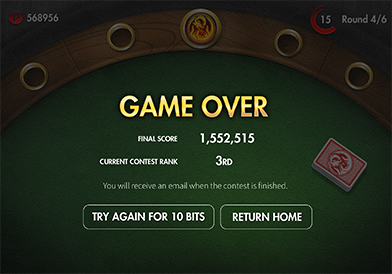 568956
15 Round 4/6
GAME OVER
FINAL SCORE 1,552,515
CURRENT CONTEST RANK 3RD
You will receive an email when the contest is finished.
TRY AGAIN FOR 10 BITS RETURN HOME